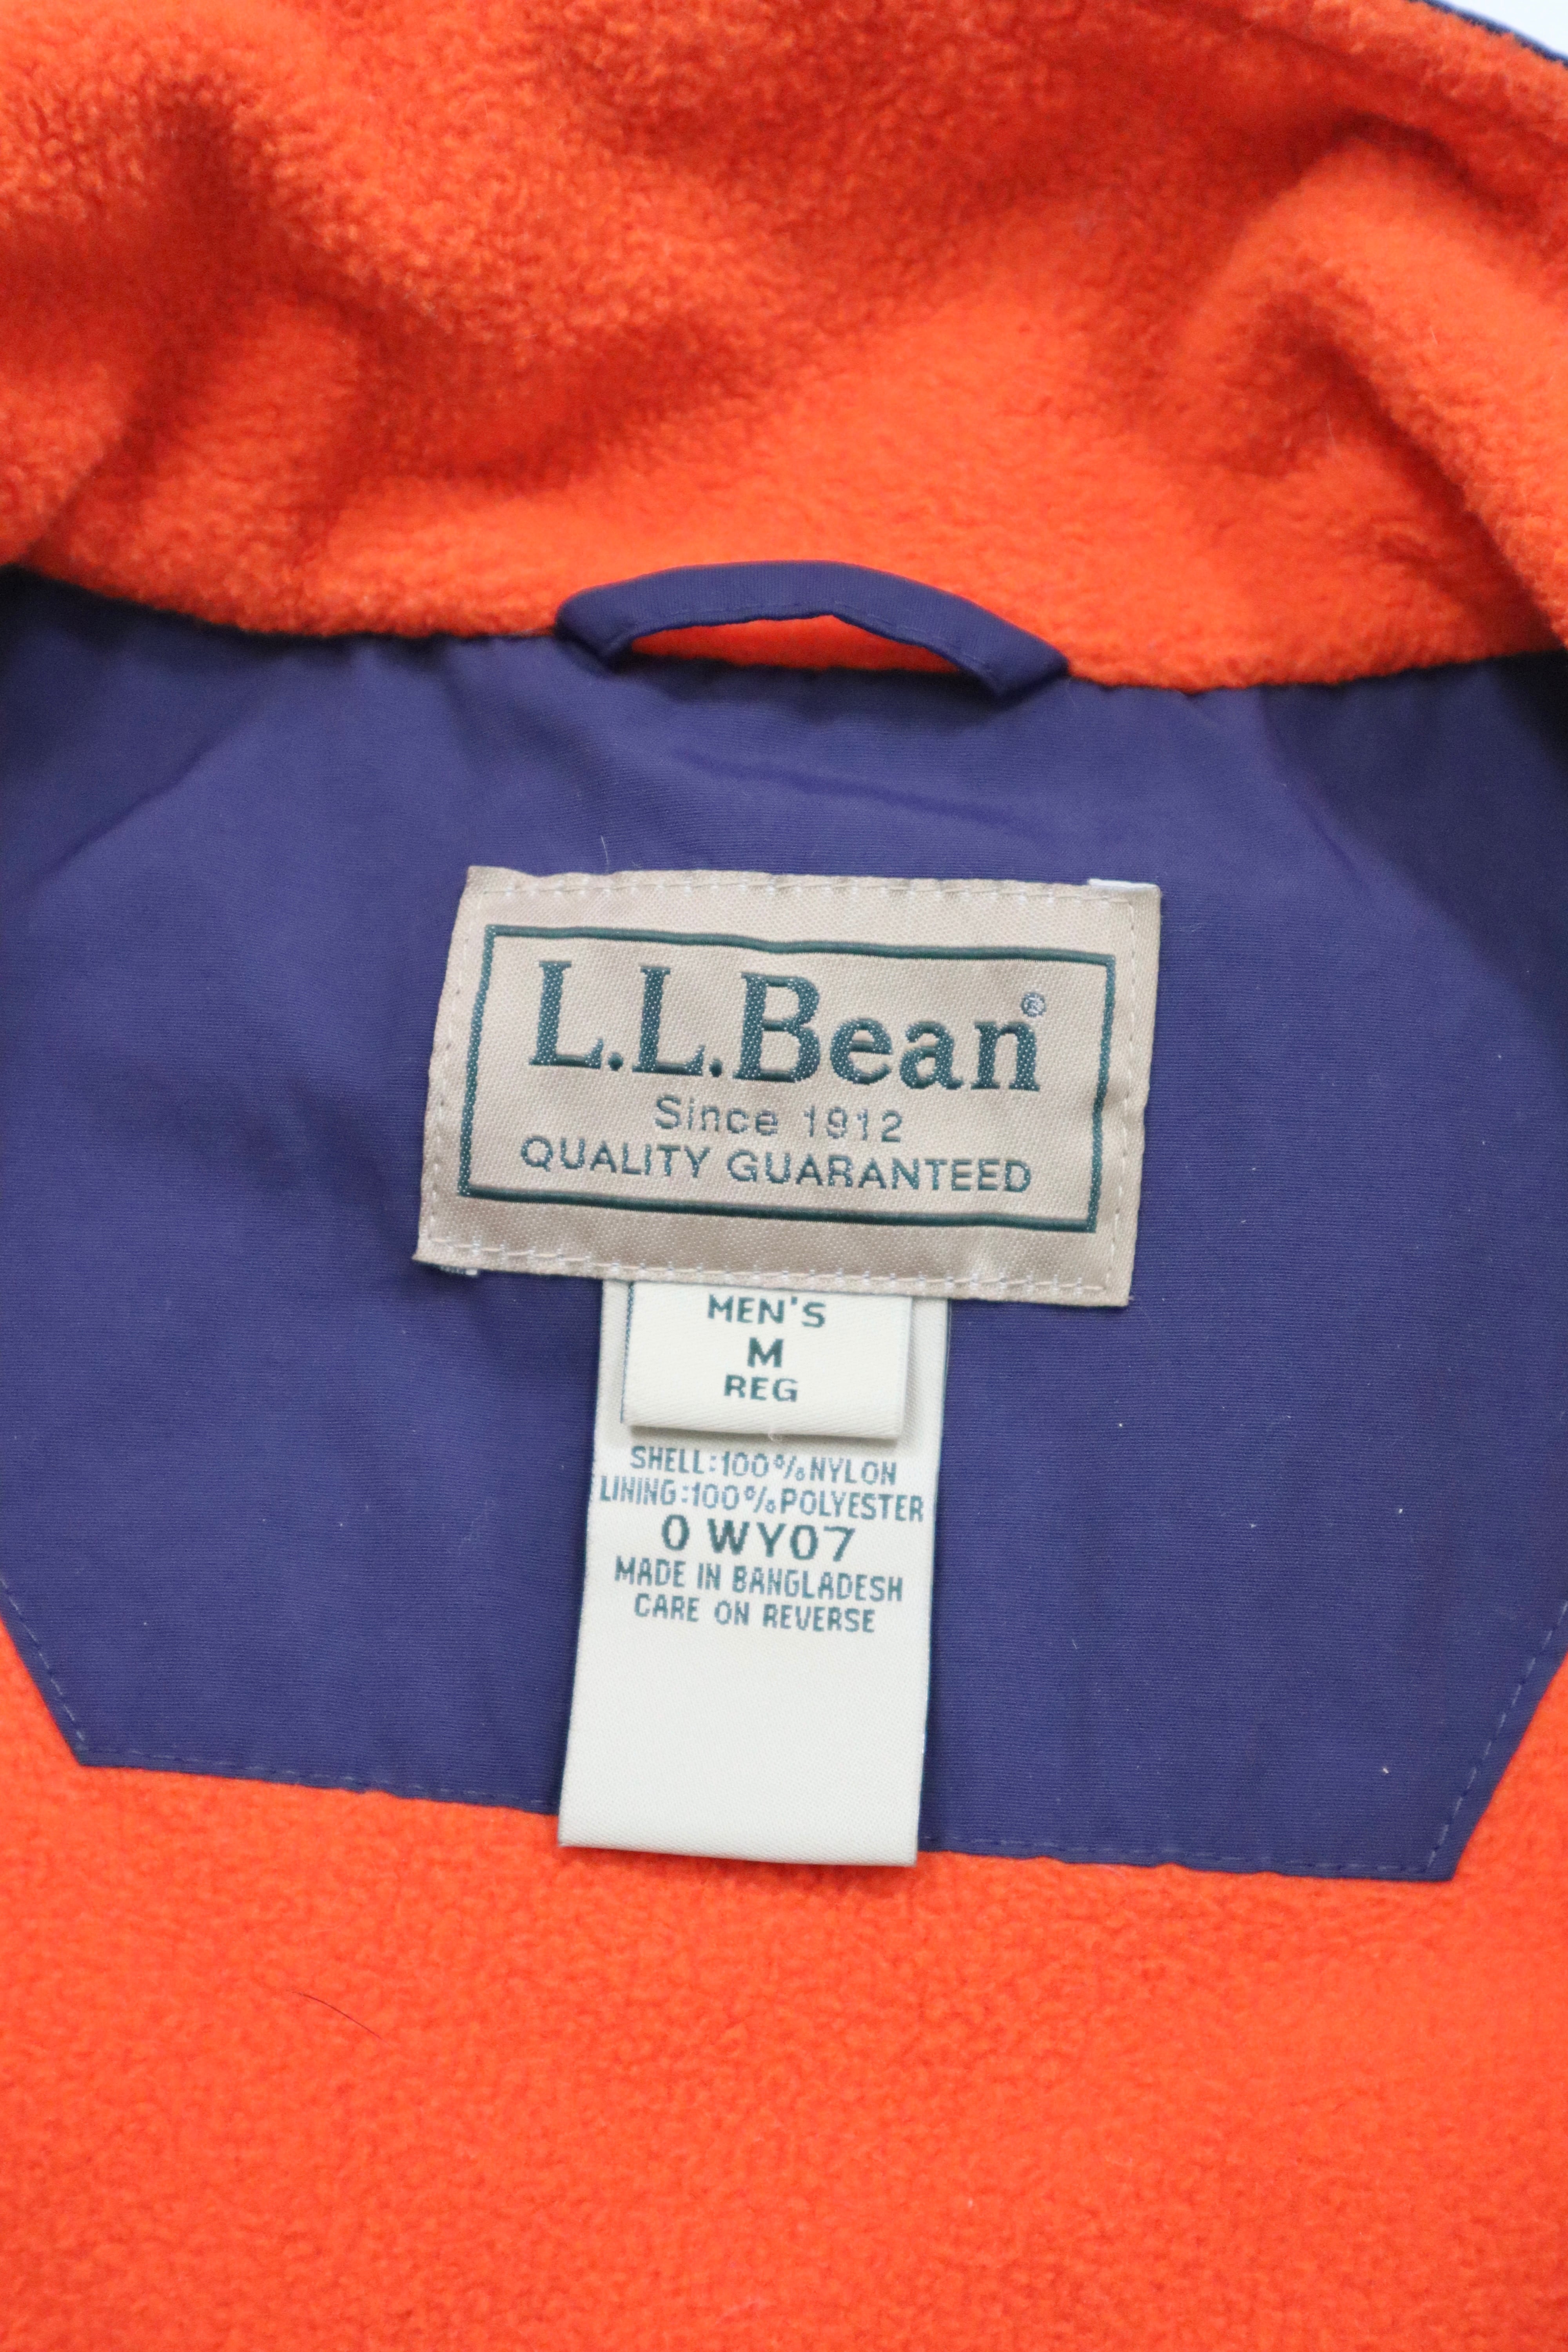 L.L.Bean®
Since 1912
QUALITY GUARANTEED
MEN'S
M
REG
SHELL:100%NYLON
LINING:100%POLYESTER
0 WY07
MADE IN BANGLADESH
CARE ON REVERSE